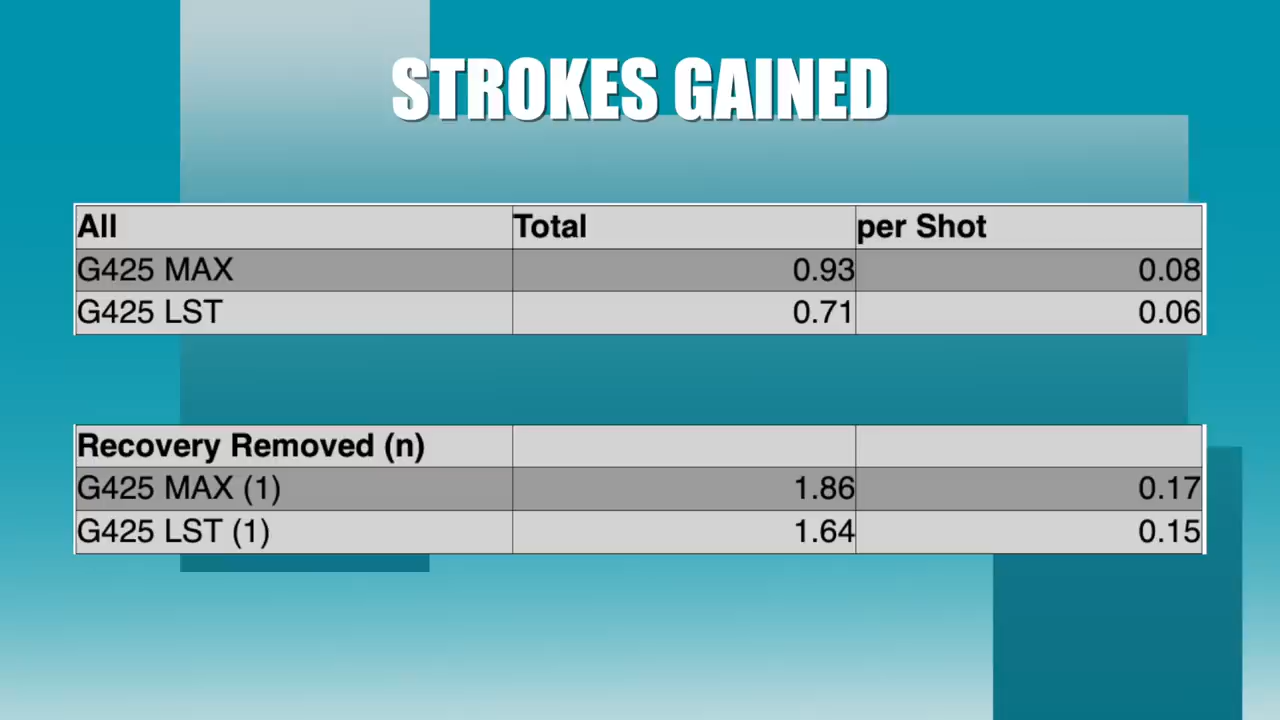 STROKES GAINED
All Total per Shot
G425 MAX 0.93 0.08
G425 LST 0.71 0.06
Recovery Removed (n)
G425 MAX (1) 1.86 0.17
G425 LST (1) 1.64 0.15